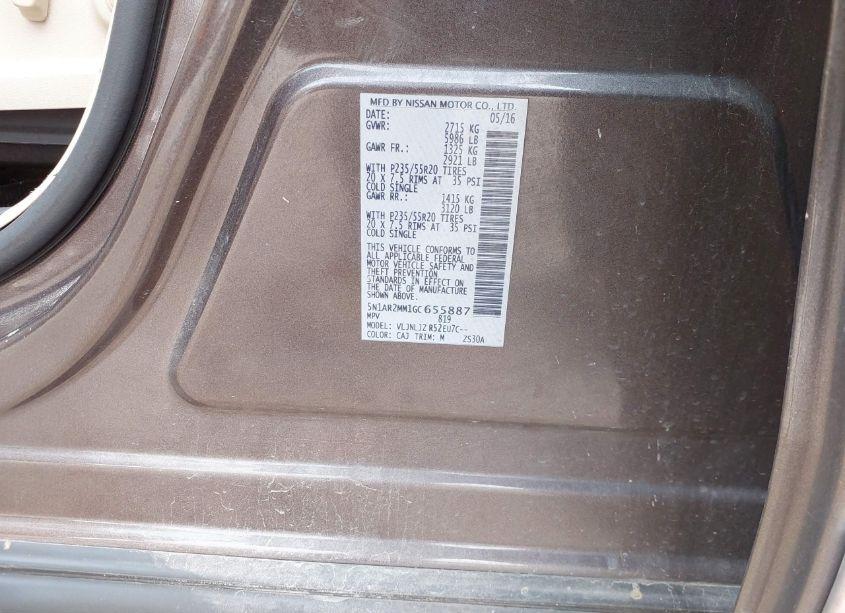 MFD BY NISSAN MOTOR CO., LTD.
DATE: 05/16
GVWR: 2715 KG
5986 LB
GAWR FR.: 1325 KG
2921 LB
WITH P235/55R20 TIRES
20 X 7.5 RIMS AT 35 PSI
COLD SINGLE
GAWR RR.: 1415 KG
3120 LB
WITH P235/55R20 TIRES
20 X 7.5 RIMS AT 35 PSI
COLD SINGLE
THIS VEHICLE CONFORMS TO
ALL APPLICABLE FEDERAL
MOTOR VEHICLE SAFETY AND
THEFT PREVENTION
STANDARDS IN EFFECT ON
THE DATE OF MANUFACTURE
SHOWN ABOVE.
5N1AR2MM1GC655887
MPV 819
MODEL:
COLOR: CAJ TRIM: M 2S30A